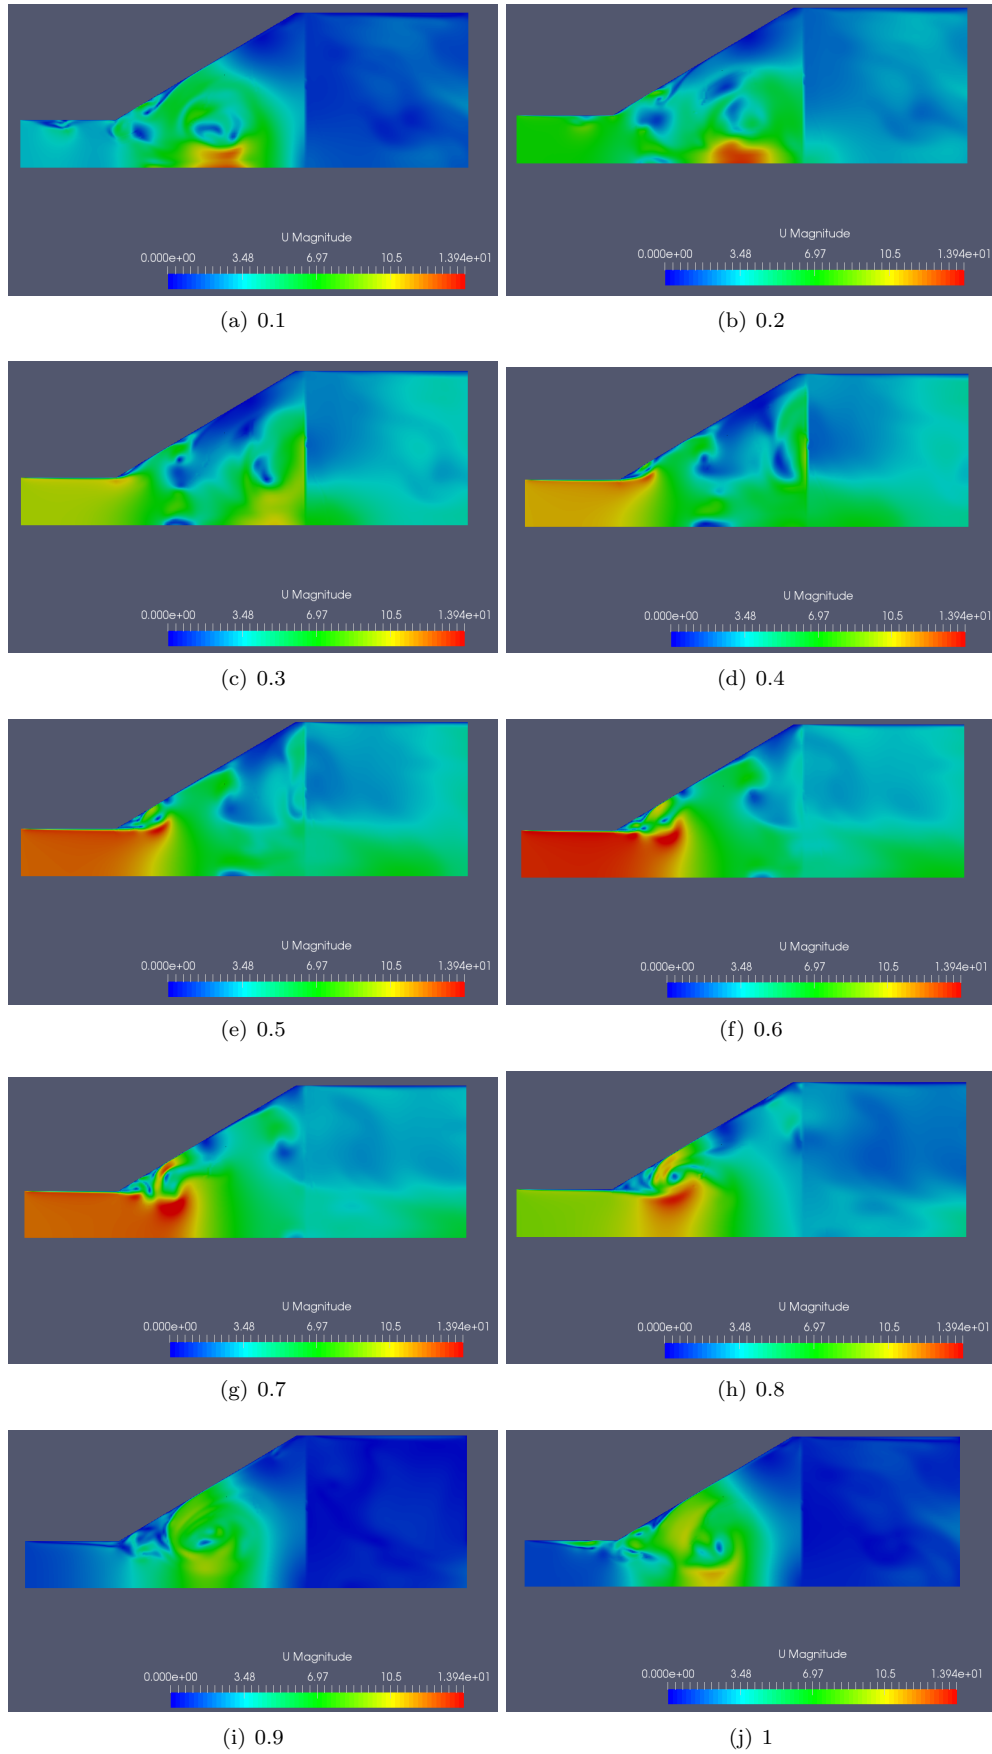 U Magnitude
0.000e+00 3.48 6.97 10.5 1.394e+01
(a) 0.1
U Magnitude
0.000e+00 3.48 6.97 10.5 1.394e+01
(b) 0.2
U Magnitude
0.000e+00 3.48 6.97 10.5 1.394e+01
(c) 0.3
U Magnitude
0.000e+00 3.48 6.97 10.5 1.394e+01
(d) 0.4
U Magnitude
0.000e+00 3.48 6.97 10.5 1.394e+01
(e) 0.5
U Magnitude
0.000e+00 3.48 6.97 10.5 1.394e+01
(f) 0.6
U Magnitude
0.000e+00 3.48 6.97 10.5 1.394e+01
(g) 0.7
U Magnitude
0.000e+00 3.48 6.97 10.5 1.394e+01
(h) 0.8
U Magnitude
0.000e+00 3.48 6.97 10.5 1.394e+01
(i) 0.9
U Magnitude
0.000e+00 3.48 6.97 10.5 1.394e+01
(j) 1